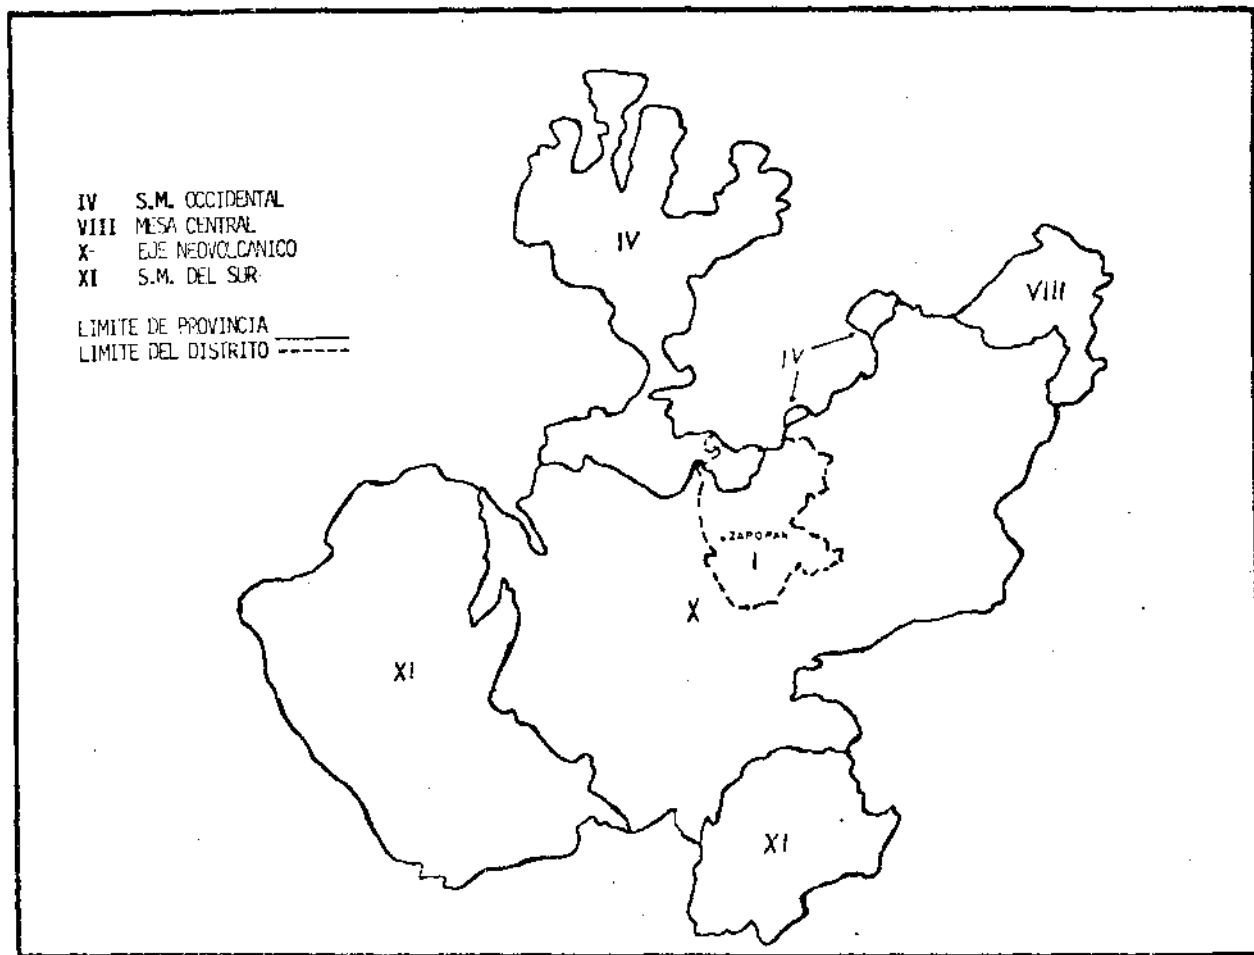 IV S.M. OCCIDENTAL
VIII MESA CENTRAL
X- EJE NEOVOLCANICO
XI S.M. DEL SUR
LIMITE DE PROVINCIA
LIMITE DEL DISTRITO
IV
VIII
IV
ZAPOPAN
I
X
XI
XI